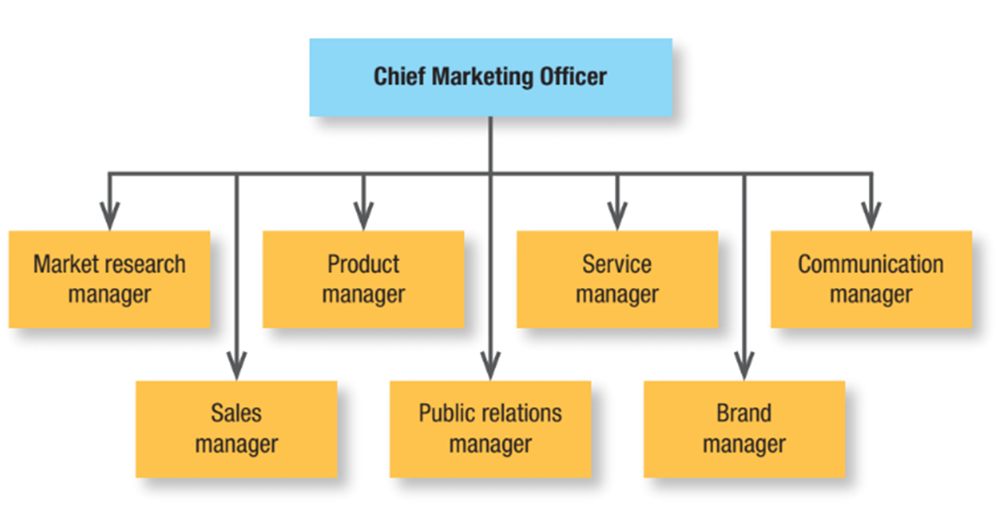 Chief Marketing Officer
Market research
manager
Product
manager
Service
manager
Communication
manager
Sales
manager
Public relations
manager
Brand
manager